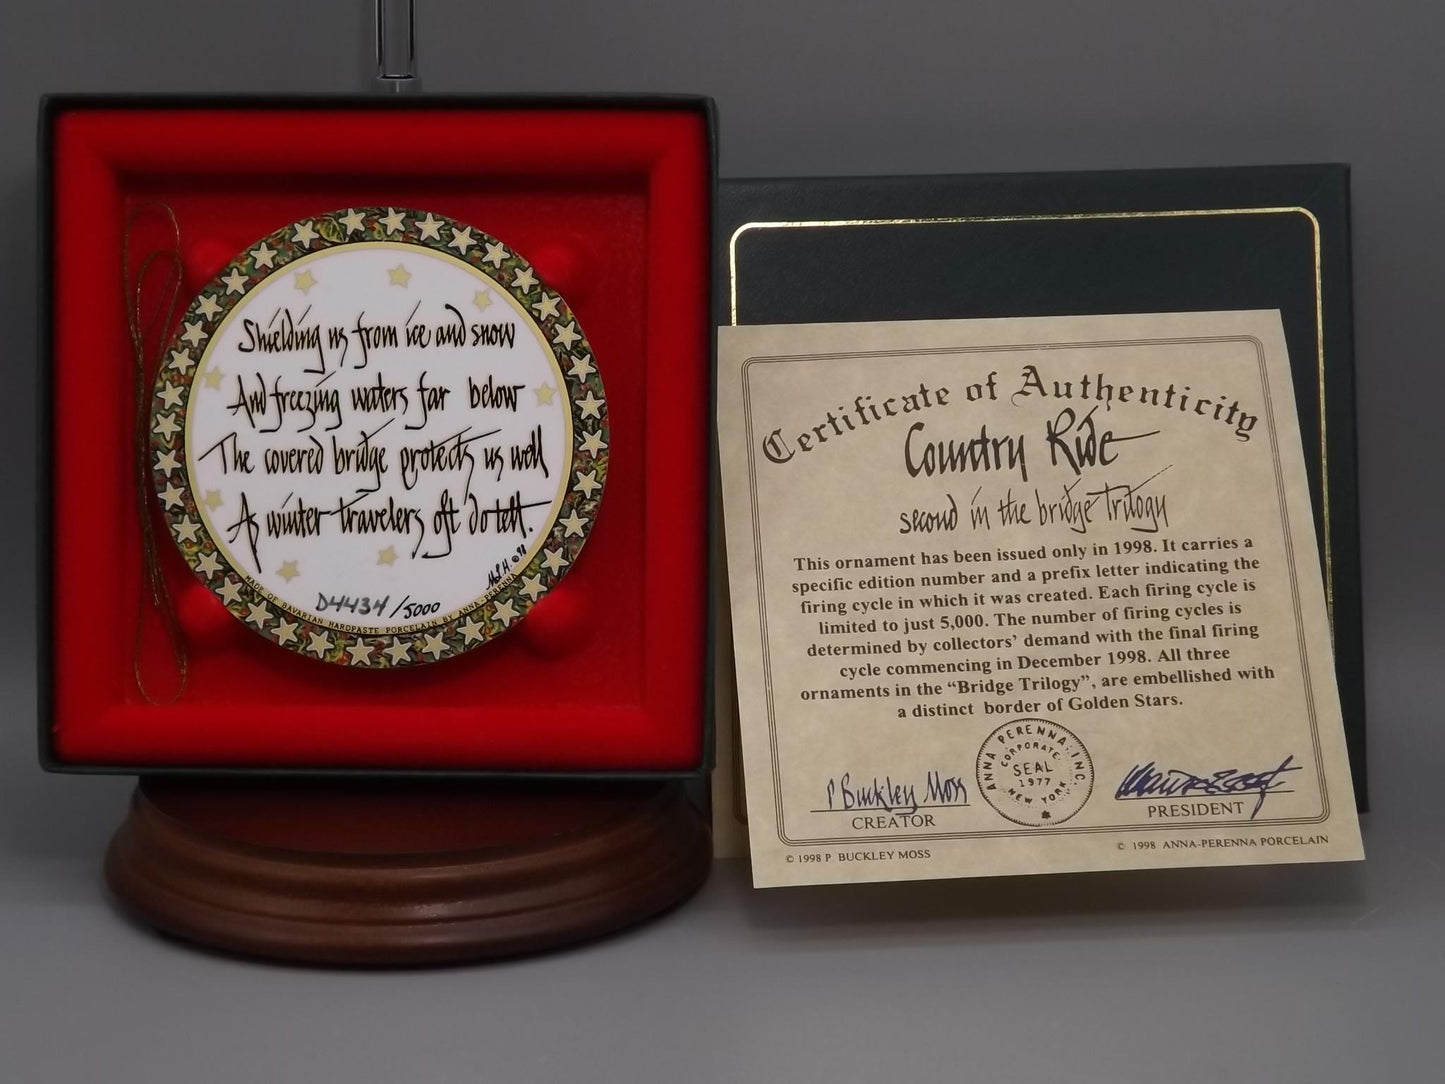 Shielding us from ice and snow
And freezing waters far below
The covered bridge protects us well
As winter travelers oft do tell.
© 98
D4434/5000
MADE OF BAVARIAN HARDPASTE PORCELAIN BY ANNA-PERENNA
Certificate of Authenticity
Country Ride
second in the bridge trilogy
This ornament has been issued only in 1998. It carries a
specific edition number and a prefix letter indicating the
firing cycle in which it was created. Each firing cycle is
limited to just 5,000. The number of firing cycles is
determined by collectors' demand with the final firing
cycle commencing in December 1998. All three
ornaments in the “Bridge Trilogy”, are embellished with
a distinct border of Golden Stars.
ANNA PERENNA, INC.
CORPORATE
SEAL
1977
NEW YORK
P Buckley Moss
CREATOR
PRESIDENT
© 1998 P BUCKLEY MOSS
© 1998 ANNA-PERENNA PORCELAIN